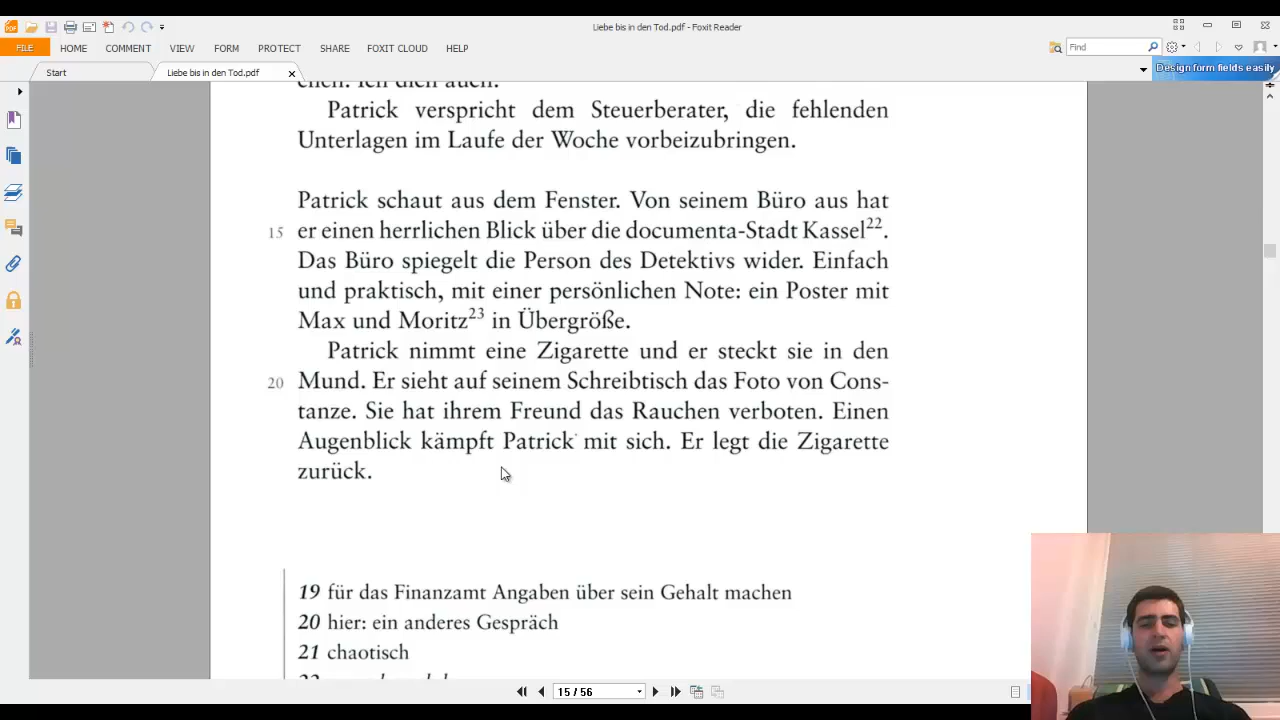 Liebe bis in den Tod.pdf - Foxit Reader
FILE HOME COMMENT VIEW FORM PROTECT SHARE FOXIT CLOUD HELP
Find
Start
Liebe bis in den Tod.pdf
Design form fields easily
chen. Ich dich auch.
Patrick verspricht dem Steuerberater, die fehlenden
Unterlagen im Laufe der Woche vorbeizubringen.
Patrick schaut aus dem Fenster. Von seinem Büro aus hat
15 er einen herrlichen Blick über die documenta-Stadt Kassel22.
Das Büro spiegelt die Person des Detektivs wider. Einfach
und praktisch, mit einer persönlichen Note: ein Poster mit
Max und Moritz23 in Übergröße.
Patrick nimmt eine Zigarette und er steckt sie in den
20 Mund. Er sieht auf seinem Schreibtisch das Foto von Cons-
tanze. Sie hat ihrem Freund das Rauchen verboten. Einen
Augenblick kämpft Patrick mit sich. Er legt die Zigarette
zurück.
19 für das Finanzamt Angaben über sein Gehalt machen
20 hier: ein anderes Gespräch
21 chaotisch
15 / 56